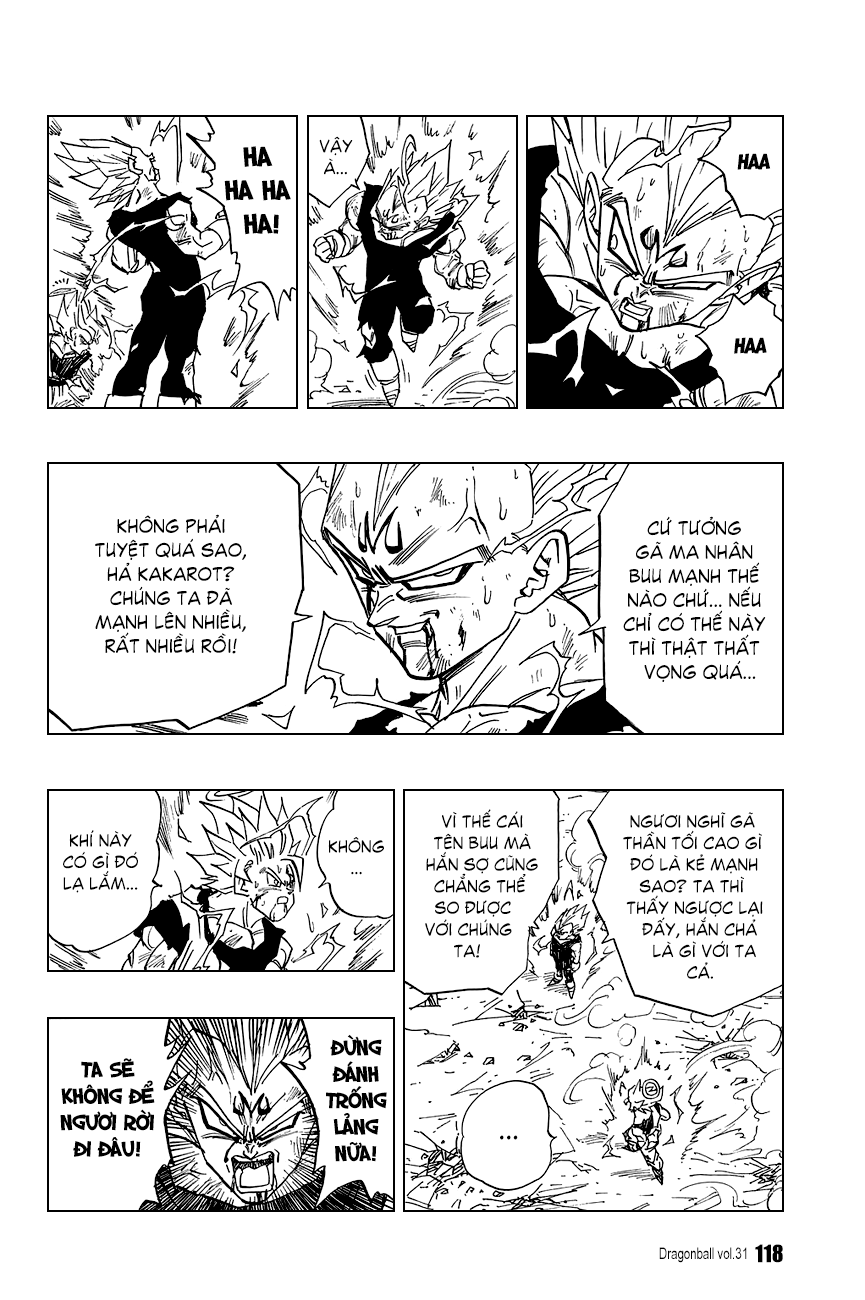 HAA
HAA
VẬY
À...
HA
HA HA
HA!
CỨ TƯỞNG
GÃ MA NHÂN
BUU MẠNH THẾ
NÀO CHỨ... NẾU
CHỈ CÓ THẾ NÀY
THÌ THẬT THẤT
VỌNG QUÁ...
KHÔNG PHẢI
TUYỆT QUÁ SAO,
HẢ KAKAROT?
CHÚNG TA ĐÃ
MẠNH LÊN NHIỀU,
RẤT NHIỀU RỒI!
NGƯƠI NGHĨ GÃ
THẦN TỐI CAO GÌ
ĐÓ LÀ KẺ MẠNH
SAO? TA THÌ
THẤY NGƯỢC LẠI
ĐẤY, HẮN CHẢ
LÀ GÌ VỚI TA
CẢ.
VÌ THẾ CÁI
TÊN BUU MÀ
HẮN SỢ CŨNG
CHẲNG THỂ
SO ĐƯỢC
VỚI CHÚNG
TA!
...
KHÔNG
...
KHÍ NÀY
CÓ GÌ ĐÓ
LẠ LẮM...
ĐỪNG
ĐÁNH
TRỐNG
LẢNG
NỮA!
TA SẼ
KHÔNG ĐỂ
NGƯƠI RỜI
ĐI ĐÂU!
Dragonball vol.31 118